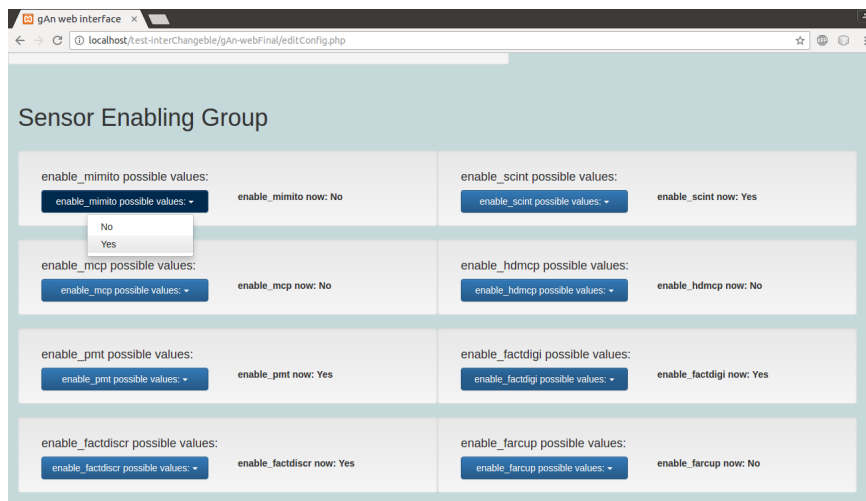 gAn web interface
localhost/test-interChangeble/gAn-webFinal/editConfig.php
Sensor Enabling Group
enable_mimito possible values:
enable_mimito possible values:
enable_mimito now: No
No
Yes
enable_scint possible values:
enable_scint possible values:
enable_scint now: Yes
enable_mcp possible values:
enable_mcp possible values:
enable_mcp now: No
enable_hdmcp possible values:
enable_hdmcp possible values:
enable_hdmcp now: No
enable_pmt possible values:
enable_pmt possible values:
enable_pmt now: Yes
enable_factdigi possible values:
enable_factdigi possible values:
enable_factdigi now: Yes
enable_factdiscr possible values:
enable_factdiscr possible values:
enable_factdiscr now: Yes
enable_farcup possible values:
enable_farcup possible values:
enable_farcup now: No